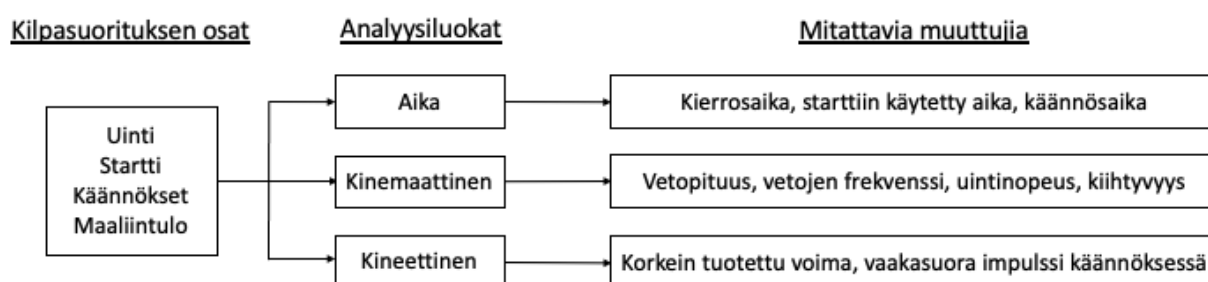 Kilpasuorituksen osat
Analyysiluokat
Mitattavia muuttujia
Uinti
Startti
Käännökset
Maaliintulo
Aika
Kierrosaika, starttiin käytetty aika, käännösaika
Kinemaattinen
Vetopituus, vetojen frekvenssi, uintinopeus, kiihtyvyys
Kineettinen
Korkein tuotettu voima, vaakasuora impulssi käännöksessä